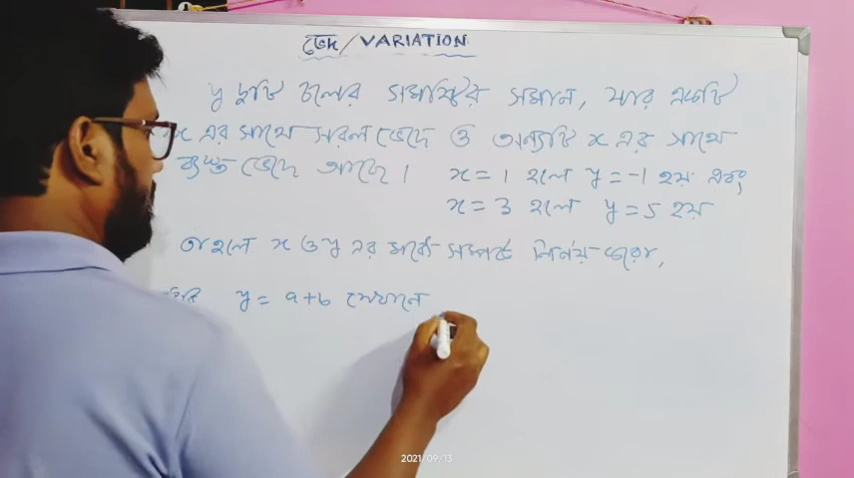 ভেদ / VARIATION
y দুটি চলের সমষ্টির সমান, যার একটি
x এর সাথে সরল ভেদে ও অন্যটি x এর সাথে
ব্যস্ত ভেদে আছে। x = 1 হলে y = -1 হয় এবং
x = 3 হলে y = 5 হয়
তাহলে x ও y এর মধ্যে সম্পর্ক নির্ণয় করো,
y = a+b যেখানে
2021/09/13